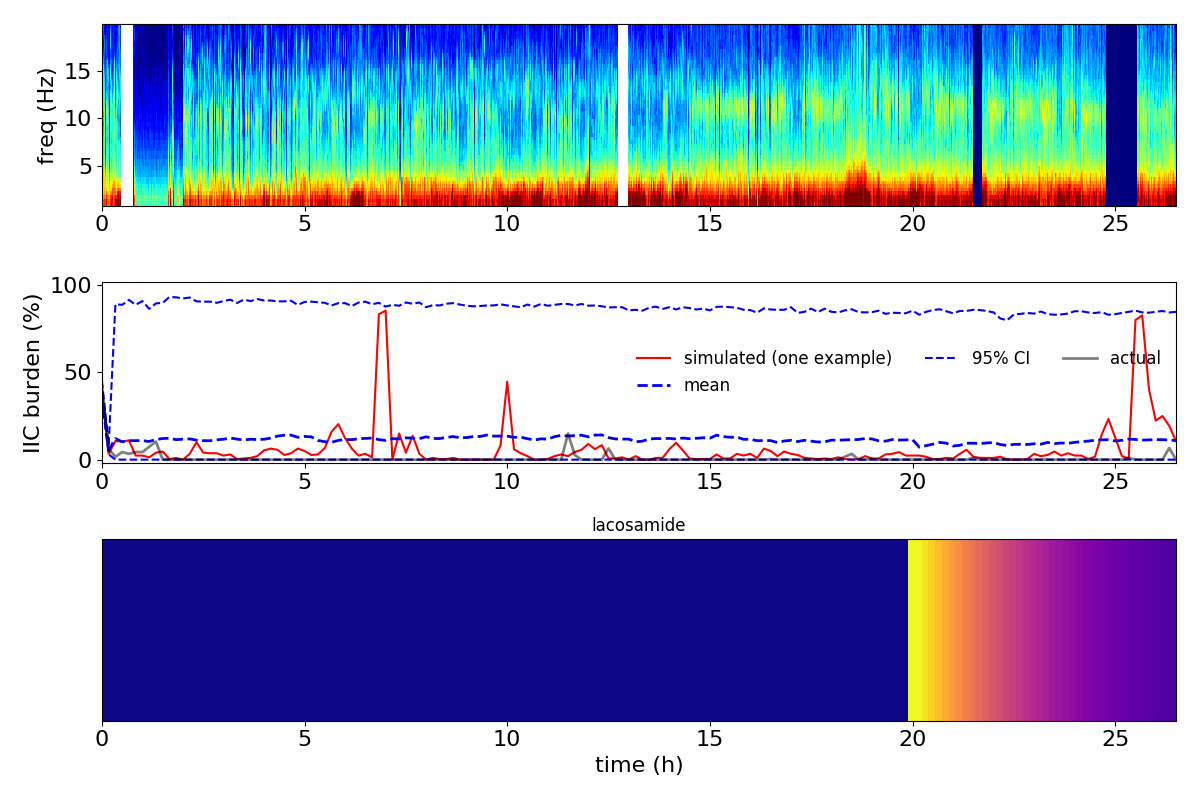 freq (Hz)
15
10
5
0 5 10 15 20 25
IIC burden (%)
100
50
0
simulated (one example) 95% CI actual
mean
0 5 10 15 20 25
lacosamide
0 5 10 15 20 25
time (h)